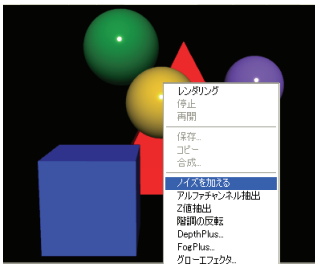 レンダリング
停止
再開
保存...
コピー
合成...
ノイズを加える
アルファチャンネル抽出
Z値抽出
階調の反転
DepthPlus...
FogPlus...
グローエフェクタ...